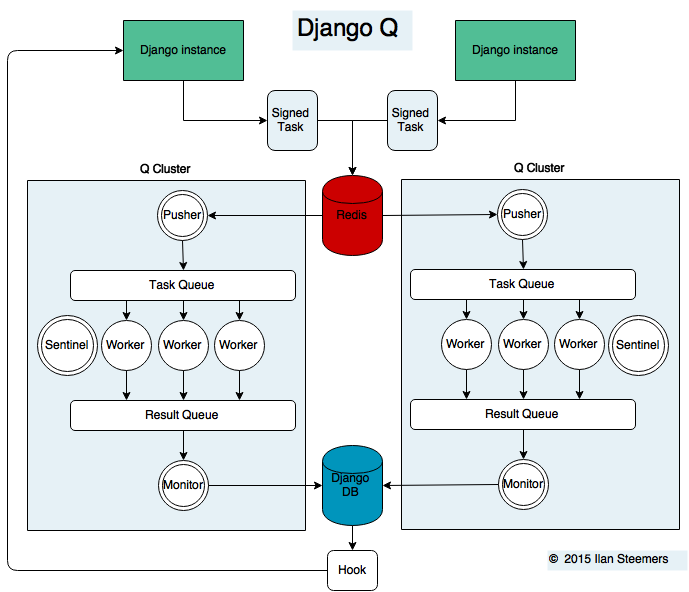 Django Q
Django instance
Django instance
Signed
Task
Signed
Task
Q Cluster
Q Cluster
Redis
Pusher
Pusher
Task Queue
Task Queue
Sentinel
Worker
Worker
Worker
Worker
Worker
Worker
Sentinel
Result Queue
Result Queue
Monitor
Django
DB
Monitor
Hook
© 2015 Ilan Steemers